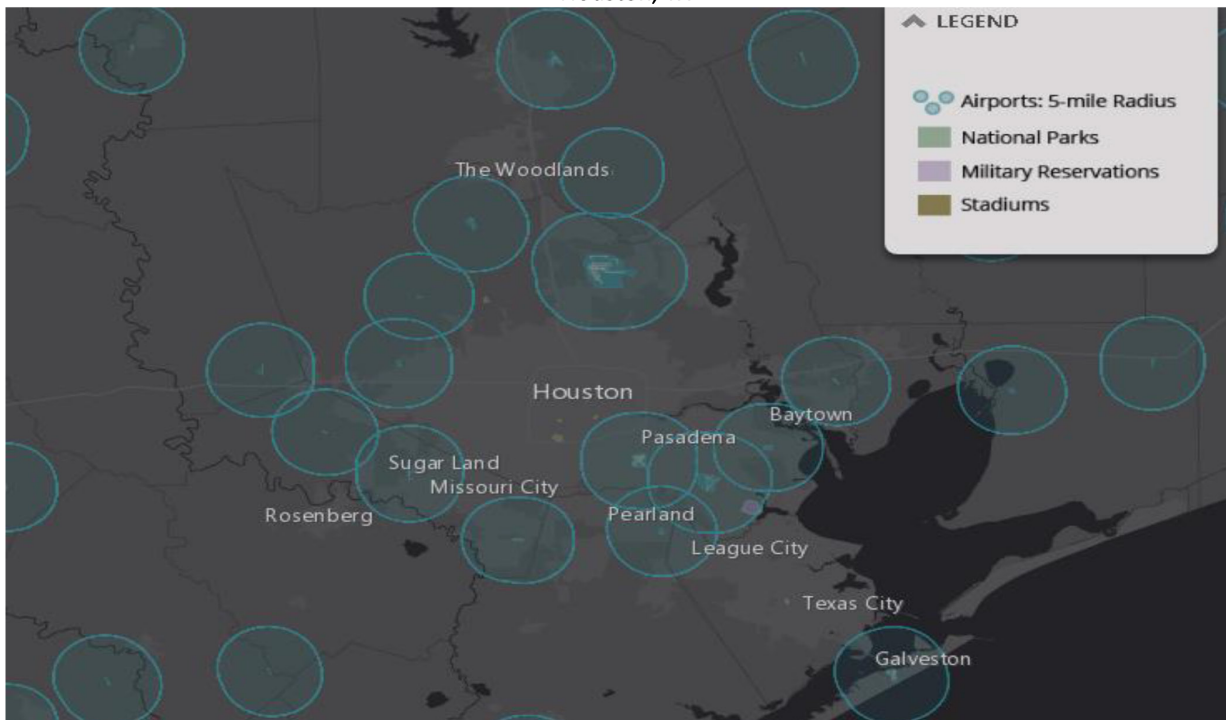 LEGEND
Airports: 5-mile Radius
National Parks
Military Reservations
Stadiums
The Woodlands
Houston
Baytown
Pasadena
Sugar Land
Missouri City
Rosenberg
Pearland
League City
Texas City
Galveston